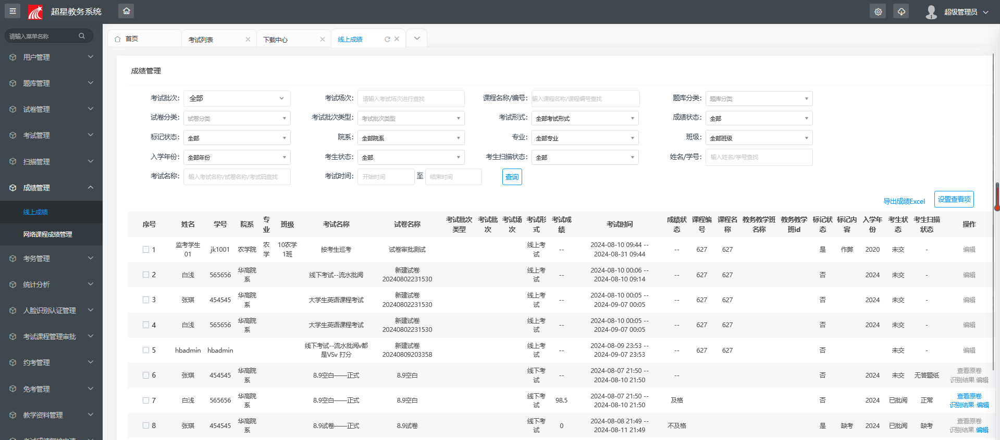 超星教务系统
超级管理员
请输入菜单名称
用户管理
题库管理
试卷管理
考试管理
扫描管理
成绩管理
线上成绩
网络课程成绩管理
考务管理
统计分析
人脸识别认证管理
考试课程管理审批
约考管理
免考管理
教学资料管理
首页 考试列表 下载中心 线上成绩
成绩管理
考试批次: 全部 考试场次: 请输入考试场次进行查找 课程名称/编号: 输入课程名称/课程编号查找 题库分类: 题库分类
试卷分类: 试卷分类 考试批次类型: 考试批次类型 考试形式: 全部考试形式 成绩状态: 全部
标记状态: 全部 院系: 全部院系 专业: 全部专业 班级: 全部班级
入学年份: 全部年份 考生状态: 全部 考生扫描状态: 全部 姓名/学号: 输入姓名/学号查找
考试名称: 输入考试名称/试卷名称/考试码查找 考试时间: 开始时间 至 结束时间 查询
导出成绩Excel 设置查看项
序号 姓名 学号 院系 专业 班级 考试名称 试卷名称 考试批次类型 考试批次 考试场次 考试形式 考试成绩 考试时间 成绩状态 课程编号 课程名称 教务教学班名称 教务教学班id 标记状态 标记内容 入学年份 考生状态 考生扫描状态 操作
1 监考学生01 jk1001 农学院 农学 10农学1班 按考生巡考 试卷审批测试 线上考试 -- 2024-08-10 09:44 -- 2024-08-31 09:44 -- 627 627 是 作弊 2020 未交 - 编辑
2 白浅 565656 华高院系 线下考试--流水批阅 新建试卷20240802231530 线上考试 -- 2024-08-10 00:06 -- 2024-08-10 09:14 -- 627 627 否 2024 未交 - 编辑
3 张琪 454545 华高院系 大学生英语课程考试 新建试卷20240802231530 线上考试 -- 2024-08-10 00:05 -- 2024-09-07 00:05 -- 627 627 否 2024 未交 - 编辑
4 白浅 565656 华高院系 大学生英语课程考试 新建试卷20240802231530 线上考试 -- 2024-08-10 00:05 -- 2024-09-07 00:05 -- 627 627 否 2024 未交 - 编辑
5 hbadmin hbadmin 线下考试--流水批阅v都是VSv 打分 新建试卷20240809203358 线上考试 -- 2024-08-09 23:53 -- 2024-09-07 23:53 -- 627 627 否 未交 - 编辑
6 张琪 454545 华高院系 8.9空白——正式 8.9空白 线下考试 -- 2024-08-07 21:50 -- 2024-08-10 21:50 -- 否 2024 未交 无答题纸 查看原卷 识别结果 编辑
7 白浅 565656 华高院系 8.9空白——正式 8.9空白 线下考试 98.5 2024-08-07 21:50 -- 2024-08-10 21:50 及格 否 2024 已批阅 正常 查看原卷 识别结果 编辑
8 张琪 454545 华高院系 8.9试卷——正式 8.9试卷 线下考试 0 2024-08-08 21:49 -- 2024-08-11 21:49 不及格 是 缺考 2024 已批阅 缺考 查看原卷 识别结果 编辑